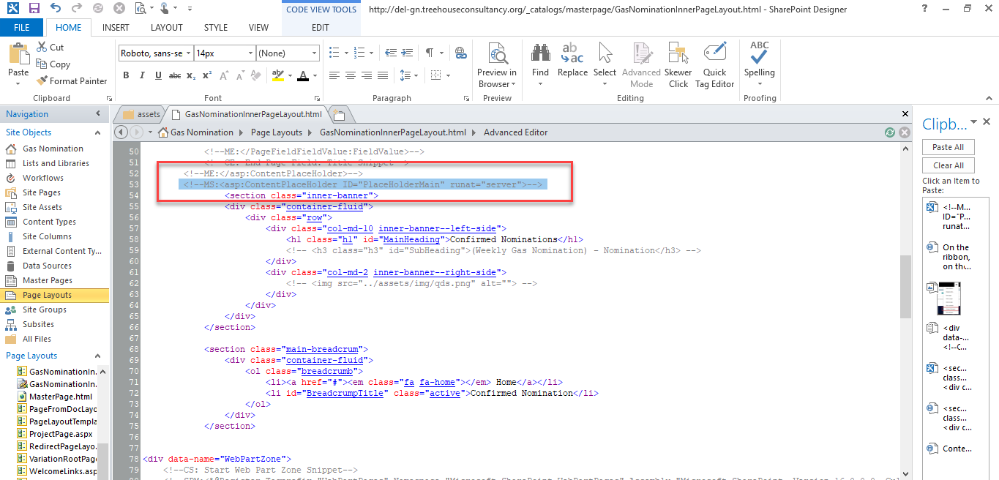 CODE VIEW TOOLS
http://del-gn.treehouseconsultancy.org/_catalogs/masterpage/GasNominationInnerPageLayout.html - SharePoint Designer
FILE HOME INSERT LAYOUT STYLE VIEW EDIT
Paste
Cut
Copy
Format Painter
Clipboard
Roboto, sans-se 14px (None)
B I U abc X₂ X² A A ab A
Font
Paragraph
Preview in Browser
Preview
Find
ab ac
Replace
Select
Advanced Mode
Skewer Click
Quick Tag Editor
Editing
ABC
Spelling
Proofing
Navigation
Site Objects
Gas Nomination
Lists and Libraries
Workflows
Site Pages
Site Assets
Content Types
Site Columns
External Content Ty...
Data Sources
Master Pages
Page Layouts
Site Groups
Subsites
All Files
Page Layouts
GasNominationIn.
GasNominationIn.
MasterPage.html
PageFromDocLayo
PageLayoutTempla
ProjectPage.aspx
RedirectPageLayo.
VariationRootPage
WelcomeLinks.asp
assets
GasNominationInnerPageLayout.html
Gas Nomination Page Layouts GasNominationInnerPageLayout.html Advanced Editor
50 <!--ME:</PageFieldFieldValue:FieldValue>-->
51 <!--CE: End Page Field: Title Snippet-->
52 <!--ME:</asp:ContentPlaceHolder>-->
53 <!--MS:<asp:ContentPlaceHolder ID="PlaceHolderMain" runat="server">-->
54 <section class="inner-banner">
55 <div class="container-fluid">
56 <div class="row">
57 <div class="col-md-10 inner-banner--left-side">
58 <h1 class="h1" id="MainHeading">Confirmed Nominations</h1>
59 <!-- <h3 class="h3" id="SubHeading">(Weekly Gas Nomination) - Nomination</h3> -->
60 </div>
61 <div class="col-md-2 inner-banner--right-side">
62 <!-- <img src="../assets/img/qds.png" alt=""> -->
63 </div>
64 </div>
65 </div>
66 </section>
67
68 <section class="main-breadcrum">
69 <div class="container-fluid">
70 <ol class="breadcrumb">
71 <li><a href="#"><em class="fa fa-home"></em> Home</a></li>
72 <li id="BreadcrumpTitle" class="active">Confirmed Nomination</li>
73 </ol>
74 </div>
75 </section>
76
77
78 <div data-name="WebPartZone">
79 <!--CS: Start Web Part Zone Snippet-->
Clipb...
Paste All
Clear All
Click an Item to
Paste:
<!--M...
ID="P...
runat...
On the
ribbon,
on th...
<div
data-...
<!--C...
<sec...
class...
<div c...
<sec...
class...
<div c...
Conte...